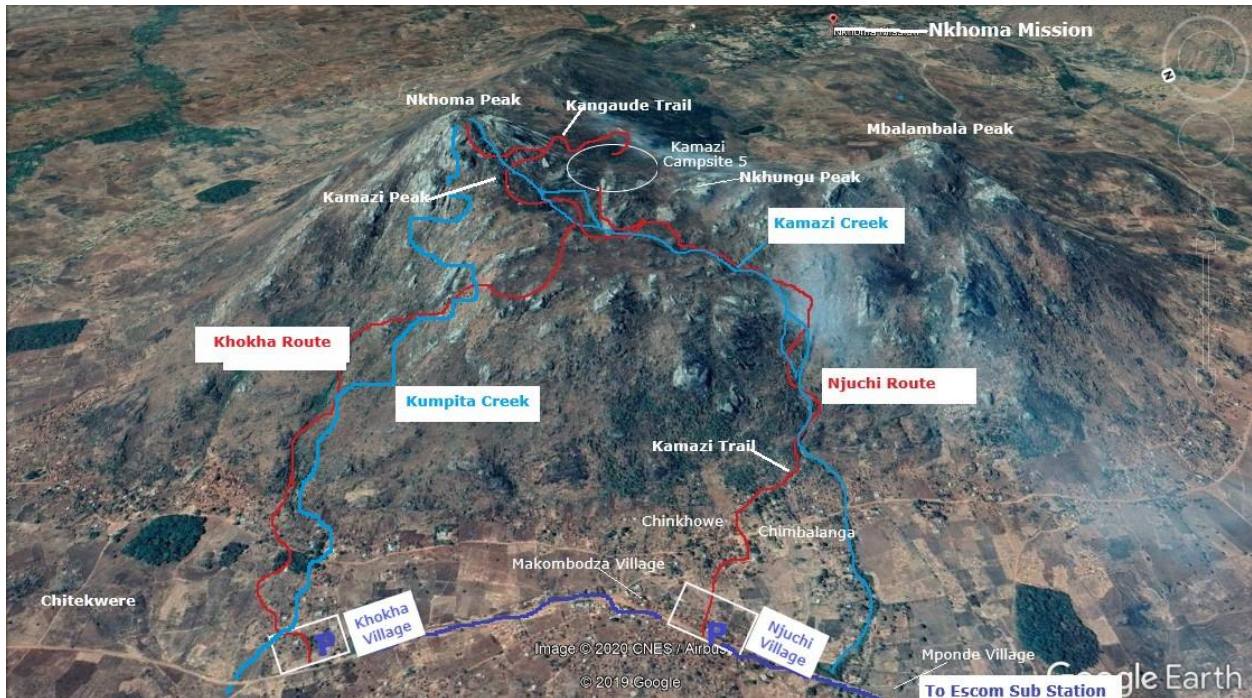 Nkhoma Mission
Nkhoma Mission
N
Nkhoma Peak
Kangaude Trail
Mbalambala Peak
Kamazi
Campsite 5
Nkhungu Peak
Kamazi Peak
Kamazi Creek
Khokha Route
Njuchi Route
Kumpita Creek
Kamazi Trail
Chinkhowe
Chimbalanga
Makombodza Village
Chitekwere
Khokha
Village
P
P
Njuchi
Village
Image © 2020 CNES / Airbus
© 2019 Google
Mponde Village
Google Earth
To Escom Sub Station